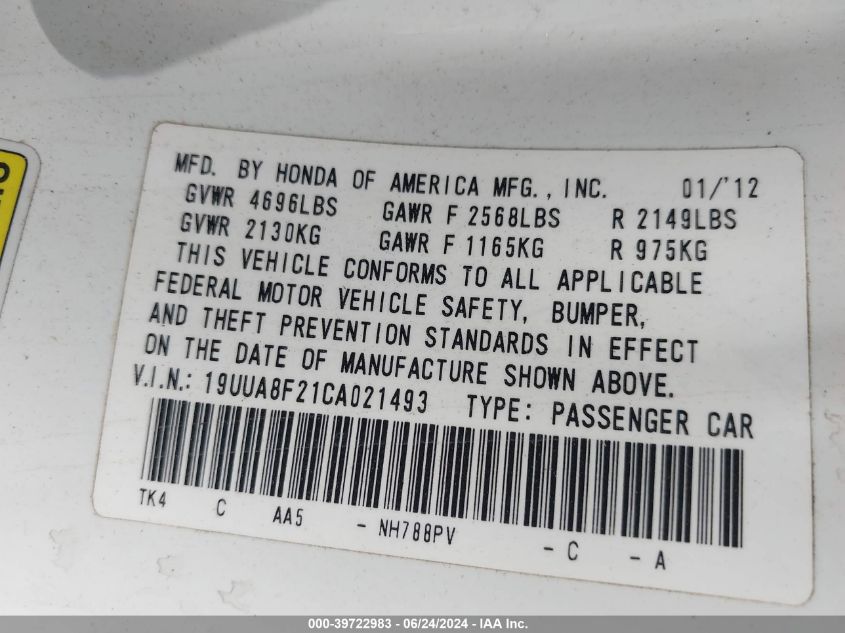 MFD. BY HONDA OF AMERICA MFG., INC. 01/'12
GVWR 4696LBS GAWR F 2568LBS R 2149LBS
GVWR 2130KG GAWR F 1165KG R 975KG
THIS VEHICLE CONFORMS TO ALL APPLICABLE
FEDERAL MOTOR VEHICLE SAFETY, BUMPER,
AND THEFT PREVENTION STANDARDS IN EFFECT
ON THE DATE OF MANUFACTURE SHOWN ABOVE.
V.I.N.: 19UUA8F21CA021493 TYPE: PASSENGER CAR
TK4 C AA5 - NH788PV - C - A
000-39722983 - 06/24/2024 - IAA Inc.